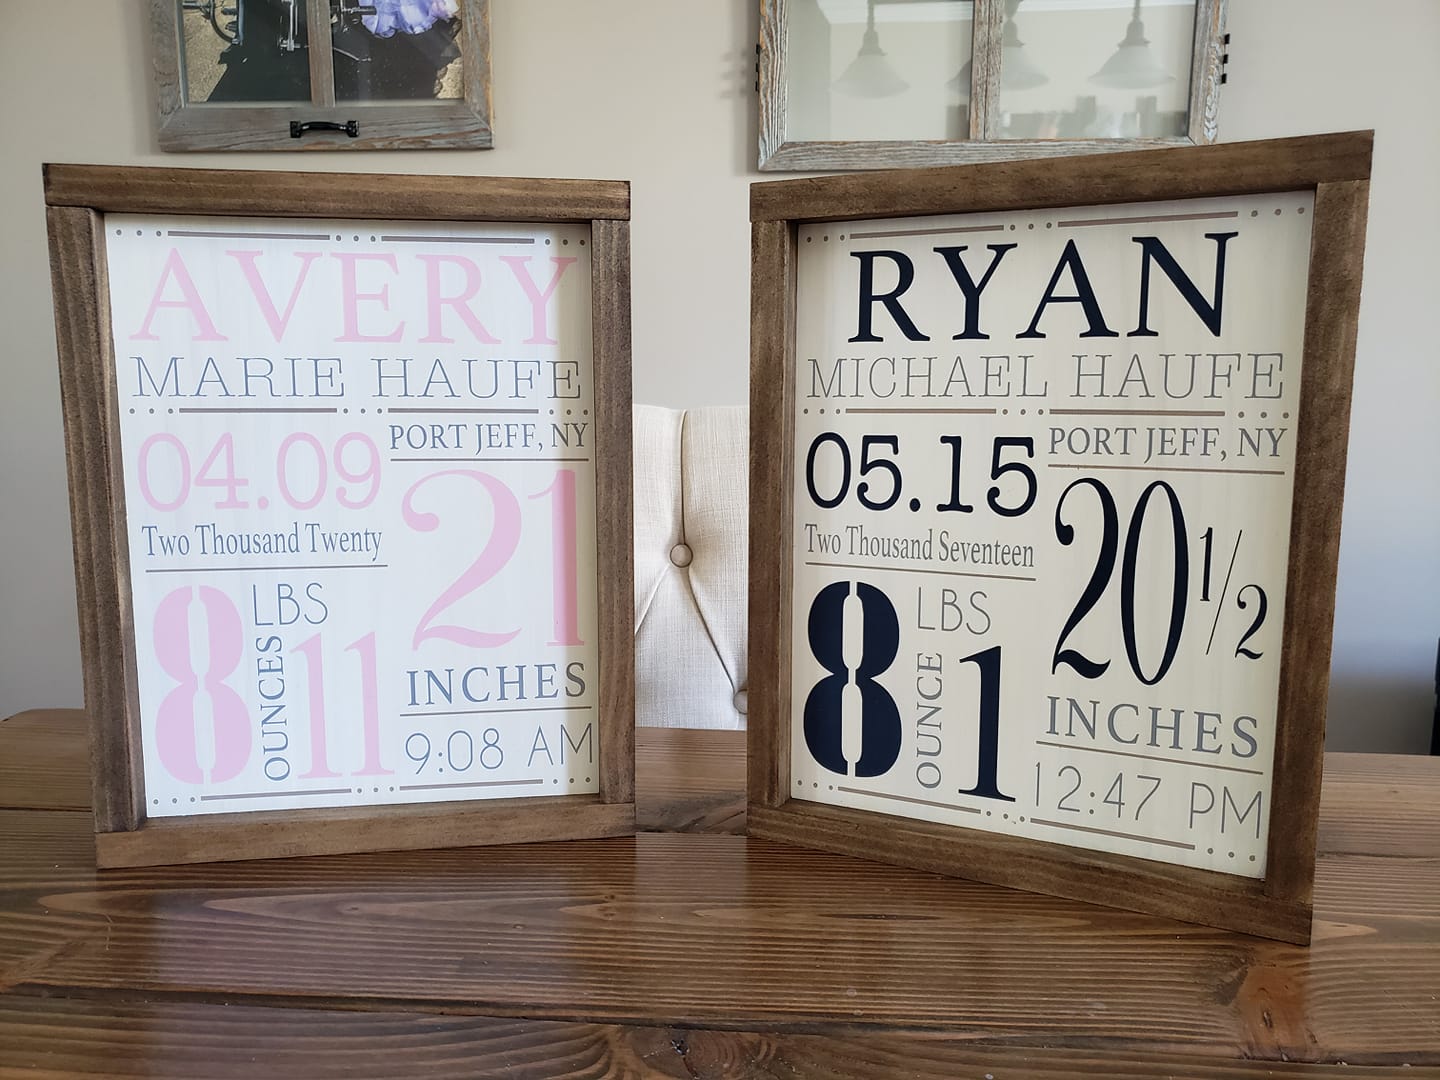 AVERY
MARIE HAUFE
04.09
Two Thousand Twenty
PORT JEFF, NY
21
INCHES
8 LBS
11 OUNCES
9:08 AM
RYAN
MICHAEL HAUFE
05.15
Two Thousand Seventeen
PORT JEFF, NY
20 1/2
INCHES
8 LBS
1 OUNCE
12:47 PM